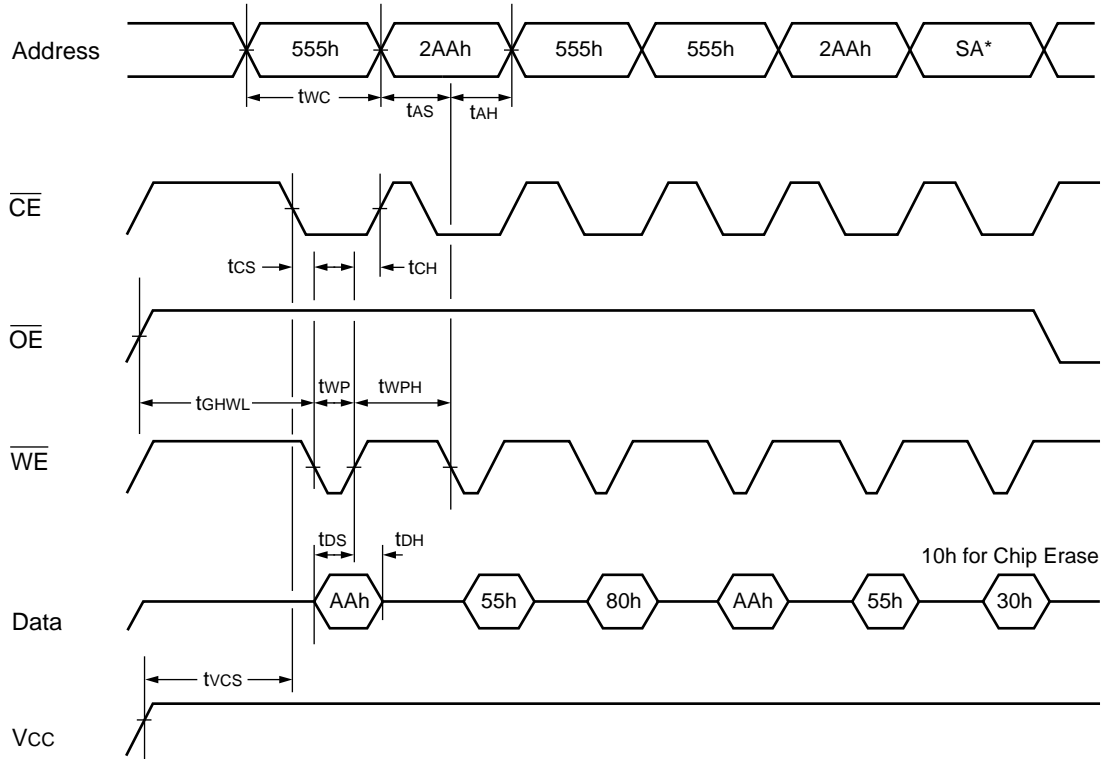 Address 555h 2AAh 555h 555h 2AAh SA*
tWC tAS tAH
CE
tCS tCH
OE
tGHWL tWP tWPH
WE
tDS tDH
10h for Chip Erase
Data AAh 55h 80h AAh 55h 30h
tVCS
VCC